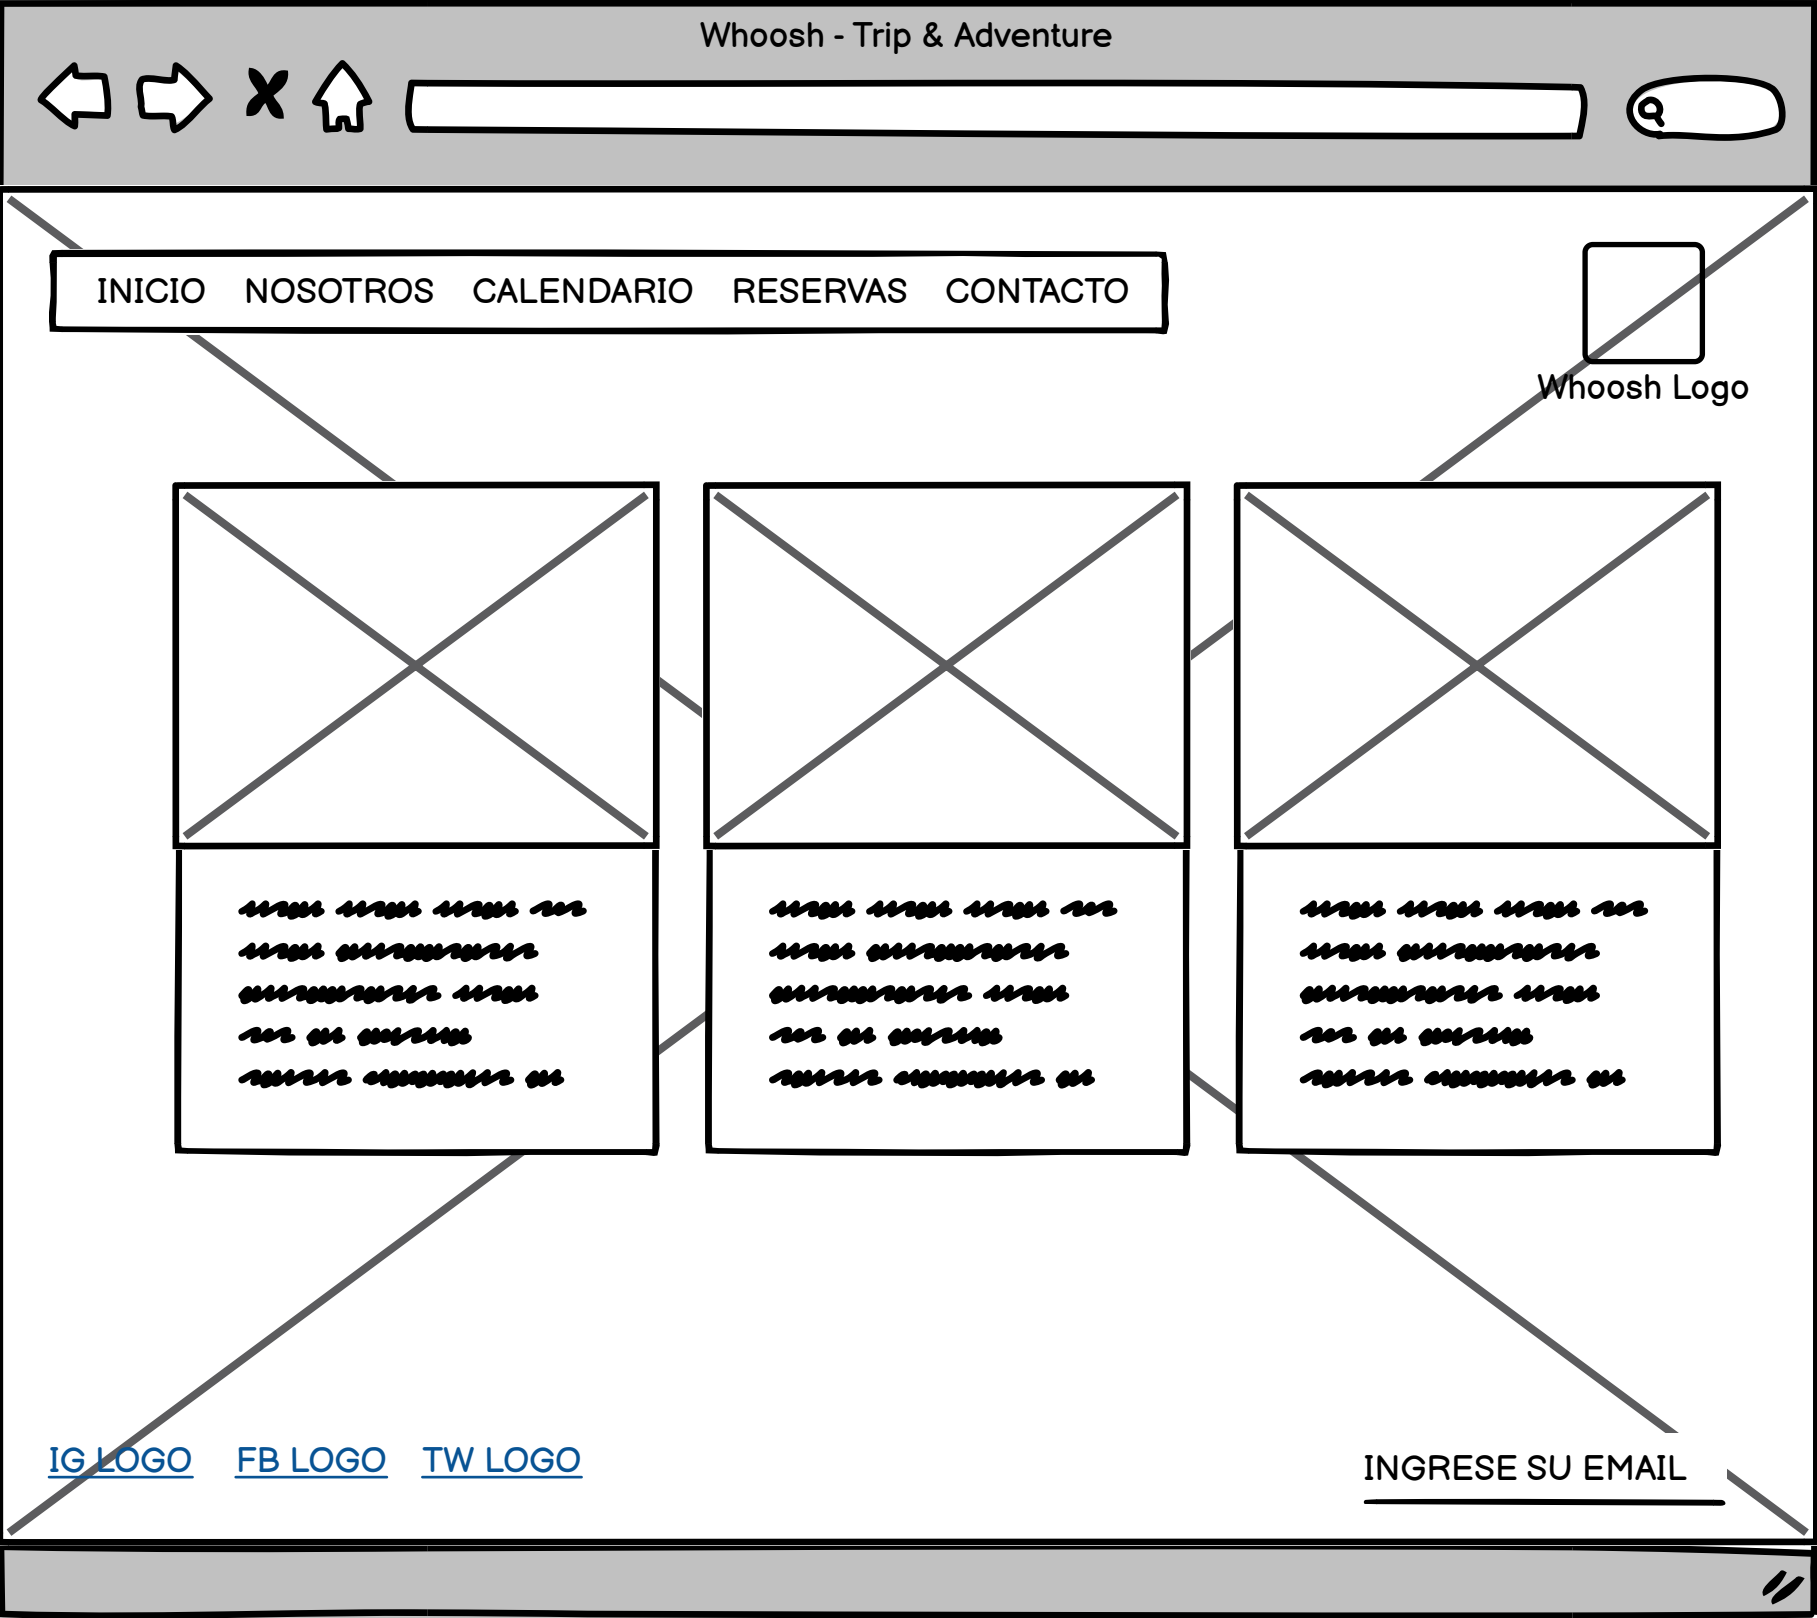 Whoosh - Trip & Adventure
INICIO NOSOTROS CALENDARIO RESERVAS CONTACTO
Whoosh Logo
IG LOGO FB LOGO TW LOGO
INGRESE SU EMAIL